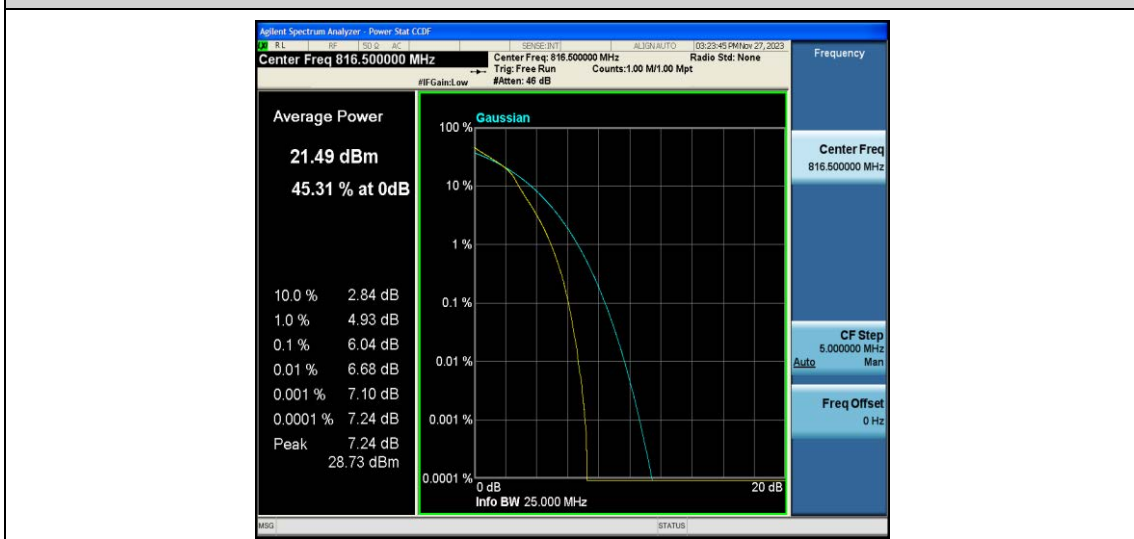 Agilent Spectrum Analyzer - Power Stat CCDF
RL RF 50 Ω AC SENSE:INT ALIGN AUTO 03:23:45 PM Nov 27, 2023
Center Freq 816.500000 MHz
Center Freq: 816.500000 MHz Radio Std: None
Trig: Free Run Counts:1.00 M/1.00 Mpt
#IFGain:Low #Atten: 46 dB
Frequency
Average Power
21.49 dBm
45.31 % at 0dB
10.0 % 2.84 dB
1.0 % 4.93 dB
0.1 % 6.04 dB
0.01 % 6.68 dB
0.001 % 7.10 dB
0.0001 % 7.24 dB
Peak 7.24 dB
28.73 dBm
Gaussian
100 %
10 %
1 %
0.1 %
0.01 %
0.001 %
0.0001 %
0 dB 20 dB
Info BW 25.000 MHz
Center Freq
816.500000 MHz
CF Step
5.000000 MHz
Auto Man
Freq Offset
0 Hz
MSG STATUS